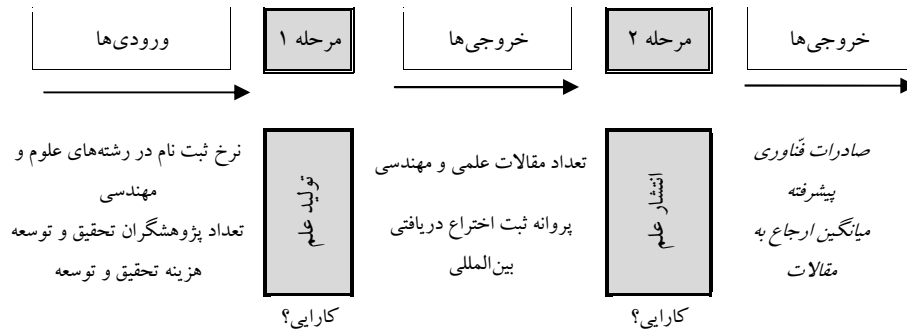 ورودی‌ها
مرحله ۱
خروجی‌ها
مرحله ۲
خروجی‌ها
نرخ ثبت نام در رشته‌های علوم و
مهندسی
تعداد پژوهشگران تحقیق و توسعه
هزینه تحقیق و توسعه
تولید علم
کارایی؟
تعداد مقالات علمی و مهندسی
پروانه ثبت اختراع دریافتی
بین‌المللی
انتشار علم
کارایی؟
صادرات فنّاوری
پیشرفته
میانگین ارجاع به
مقالات